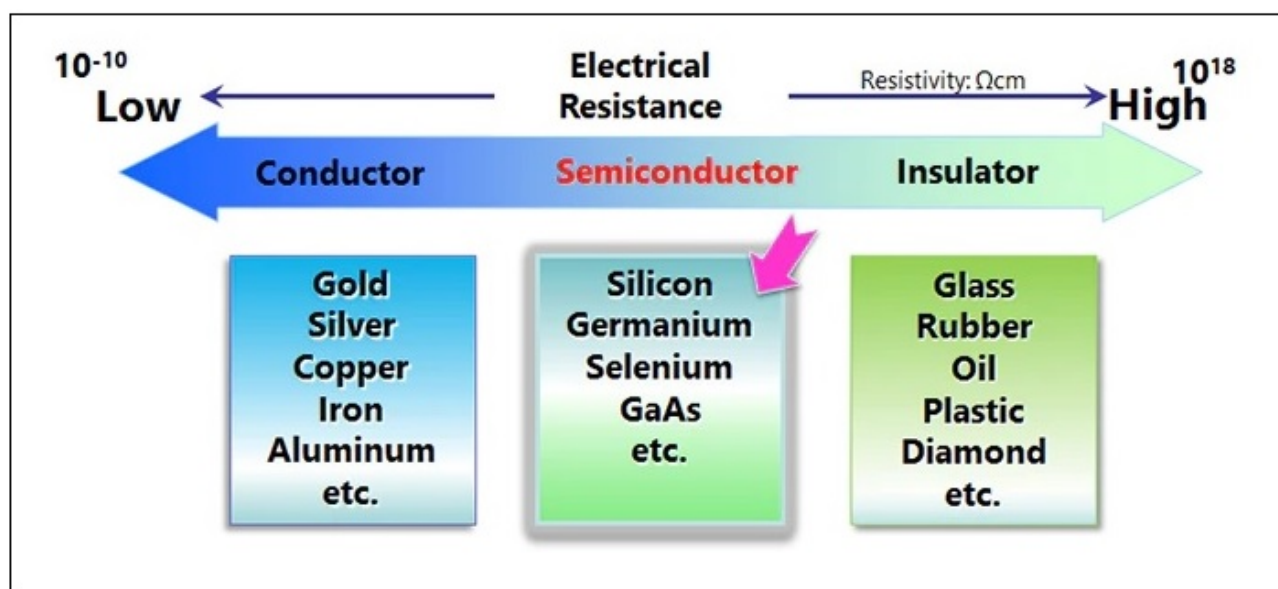 10⁻¹⁰
Low
Electrical
Resistance
Resistivity: Ωcm
10¹⁸
High
Conductor
Semiconductor
Insulator
Gold
Silver
Copper
Iron
Aluminum
etc.
Silicon
Germanium
Selenium
GaAs
etc.
Glass
Rubber
Oil
Plastic
Diamond
etc.